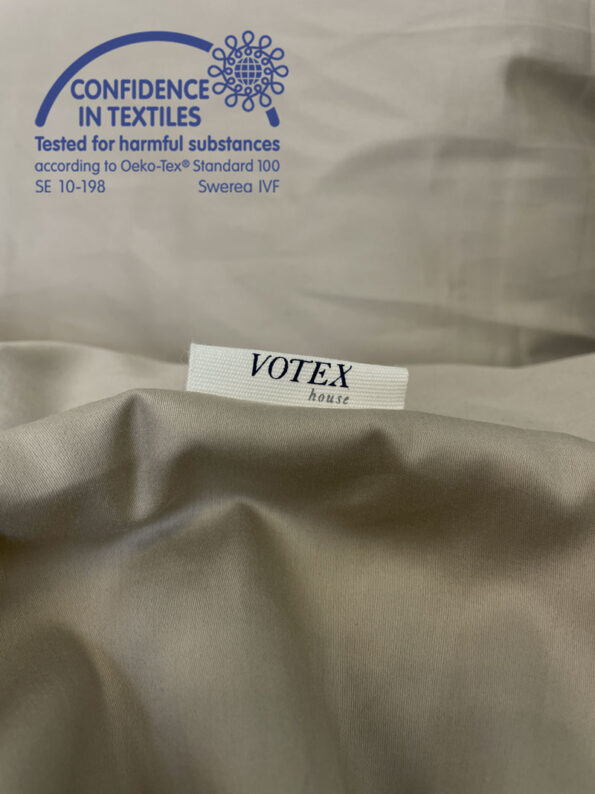 CONFIDENCE
IN TEXTILES
Tested for harmful substances
according to Oeko-Tex® Standard 100
SE 10-198 Swerea IVF
VOTEX
house